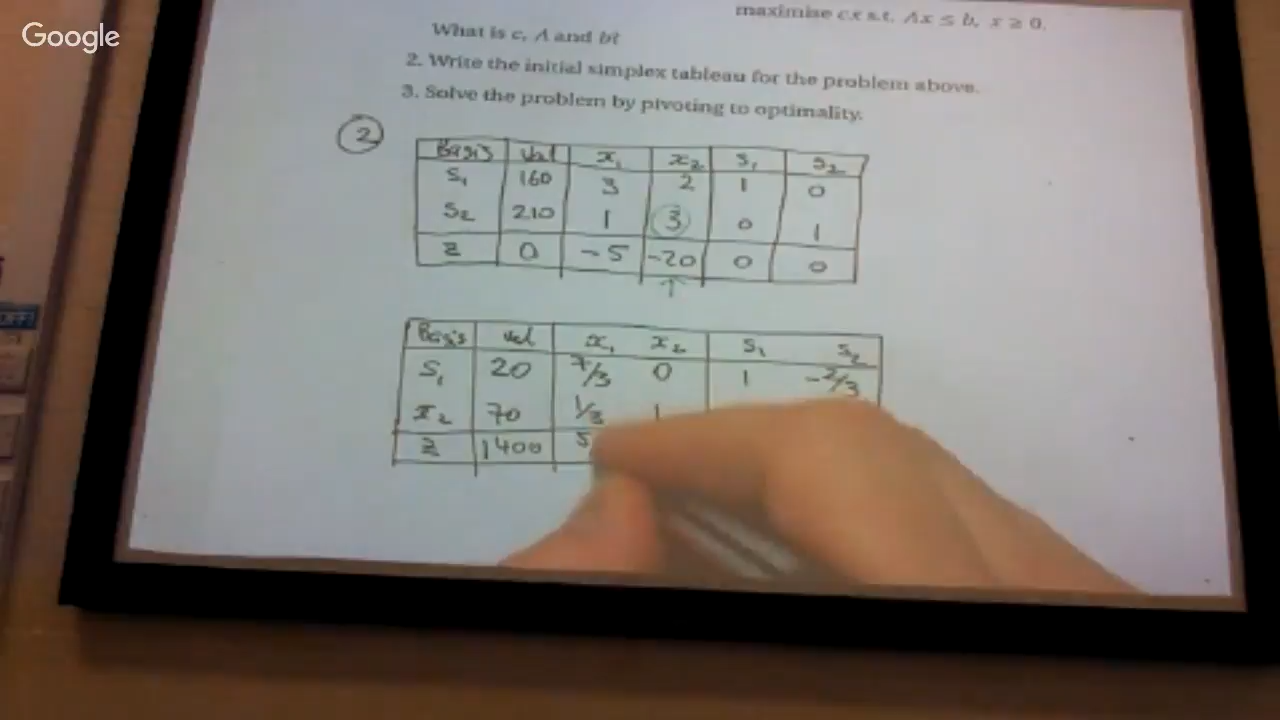 Google
maximise cx s.t. Ax ≤ b, x ≥ 0.
What is c, A and b?
2. Write the initial simplex tableau for the problem above.
3. Solve the problem by pivoting to optimality.
2
Basis Val x₁ x₂ s₁ s₂
S₁ 160 3 2 1 0
S₂ 210 1 3 0 1
z 0 -5 -20 0 0
↑
Basis Val x₁ x₂ s₁ s₂
S₁ 20 7/3 0 1 -2/3
x₂ 70 1/3 1
z 1400 5